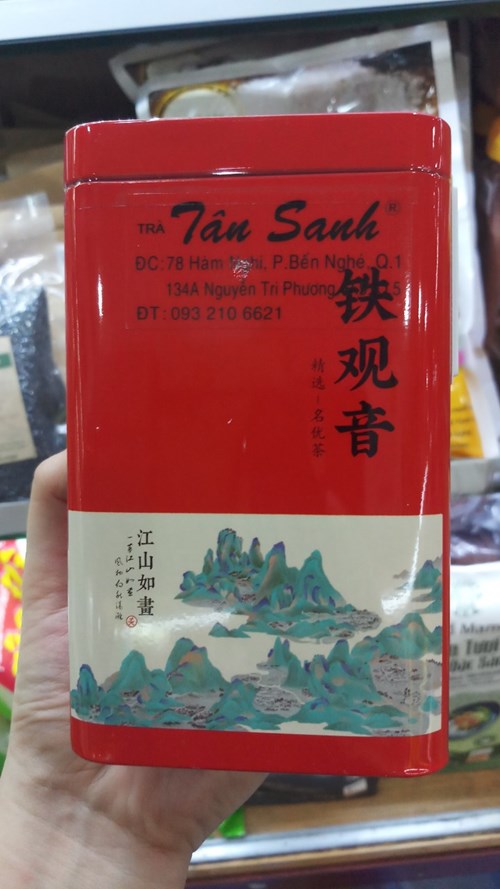 TRÀ Tân Sanh ®
ĐC: 78 Hàm Nghi, P.Bến Nghé, Q.1
134A Nguyễn Tri Phương 5
ĐT: 093 210 6621
铁观音
精选－名优茶
江山如畫